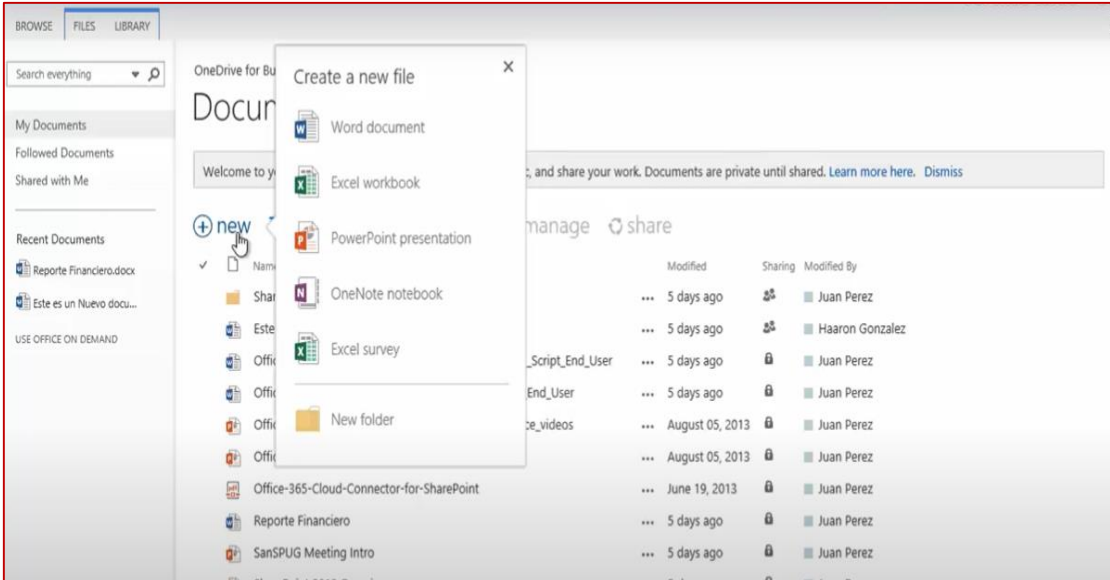 BROWSE FILES LIBRARY
Search everything
My Documents
Followed Documents
Shared with Me
Recent Documents
Reporte Financiero.docx
Este es un Nuevo docu...
USE OFFICE ON DEMAND
OneDrive for Bu
Docu
Create a new file
Word document
Excel workbook
PowerPoint presentation
OneNote notebook
Excel survey
New folder
Welcome to y , and share your work. Documents are private until shared. Learn more here. Dismiss
new manage share
Nam Modified Sharing Modified By
Shar ... 5 days ago Juan Perez
Este ... 5 days ago Haaron Gonzalez
Offic _Script_End_User ... 5 days ago Juan Perez
Offic End_User ... 5 days ago Juan Perez
Offic ce_videos ... August 05, 2013 Juan Perez
Offic ... August 05, 2013 Juan Perez
Office-365-Cloud-Connector-for-SharePoint ... June 19, 2013 Juan Perez
Reporte Financiero ... 5 days ago Juan Perez
SanSPUG Meeting Intro ... 5 days ago Juan Perez